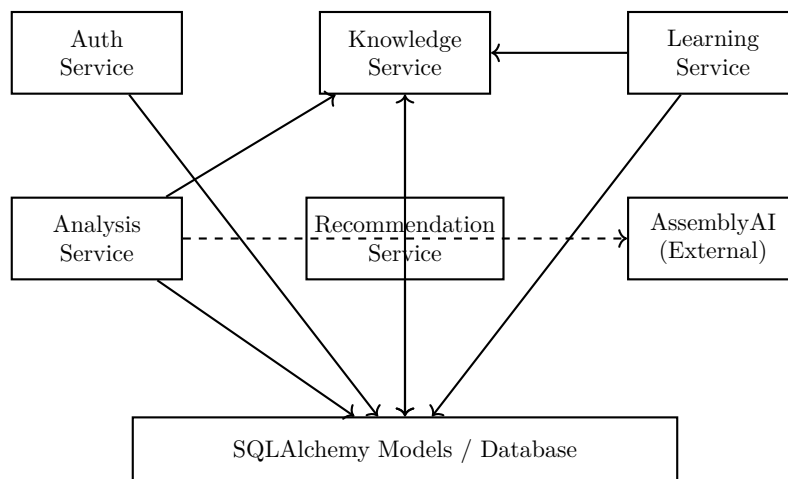 Auth
Service
Knowledge
Service
Learning
Service
Analysis
Service
Recommendation
Service
AssemblyAI
(External)
SQLAlchemy Models / Database